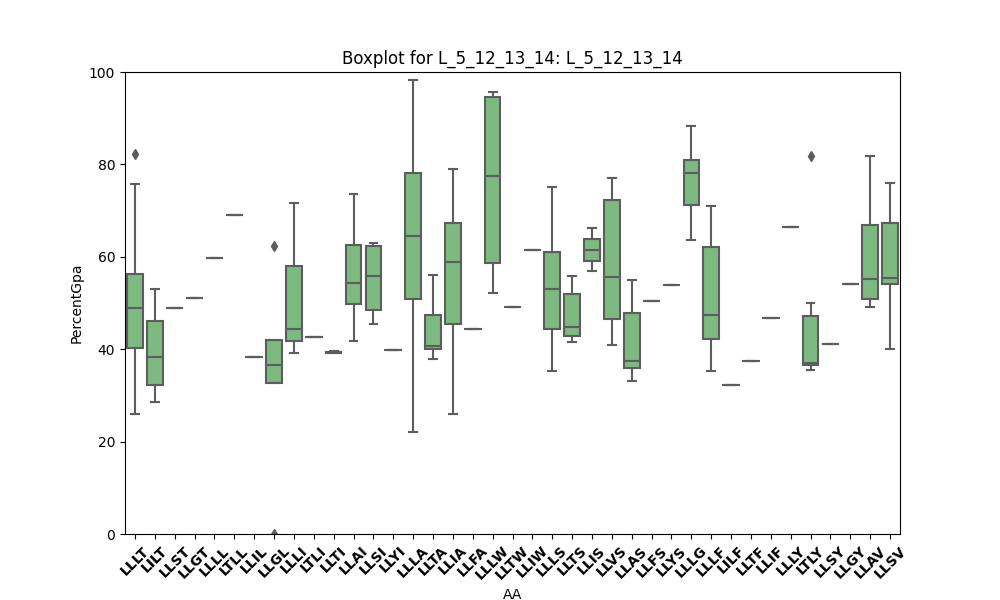 Boxplot for L_5_12_13_14: L_5_12_13_14
100
80
60
40
20
0
PercentGpa
LLLT LILT LLST LLGT LLLL LTLL LLIL LLGL LLLI LTLI LLTI LLAI LLSI LLYI LLLA LLTA LLIA LLFA LLLW LLTW LLIW LLLS LLTS LLIS LIVS LLAS LLFS LLYS LLLG LLLF LILF LLTF LLIF LLLY LTLY LLSY LLGY LLAV LLSV
AA